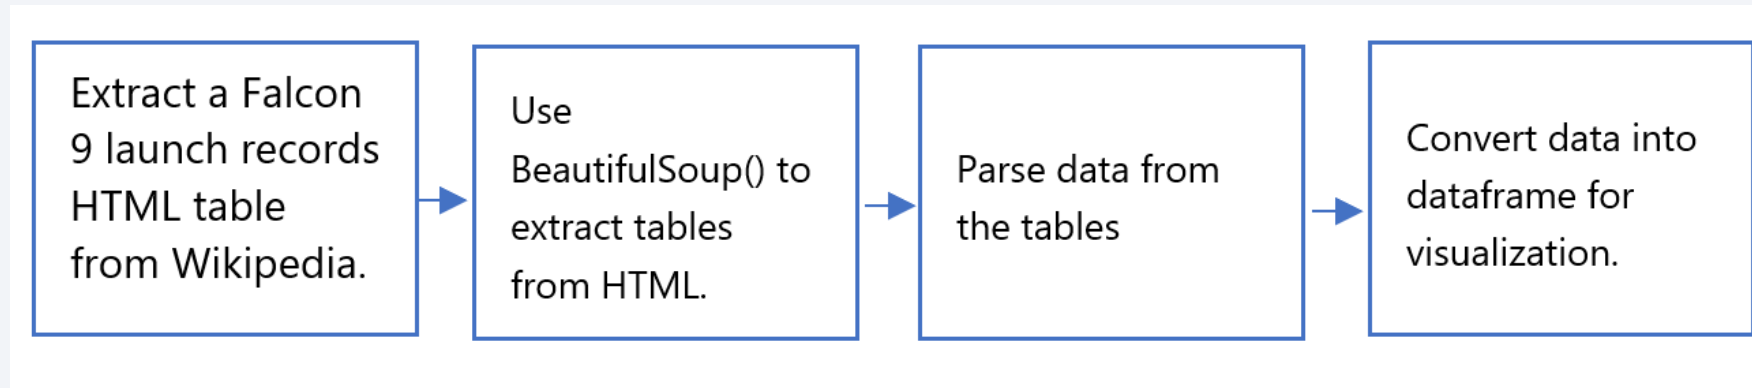 Extract a Falcon
9 launch records
HTML table
from Wikipedia.
Use
BeautifulSoup() to
extract tables
from HTML.
Parse data from
the tables
Convert data into
dataframe for
visualization.